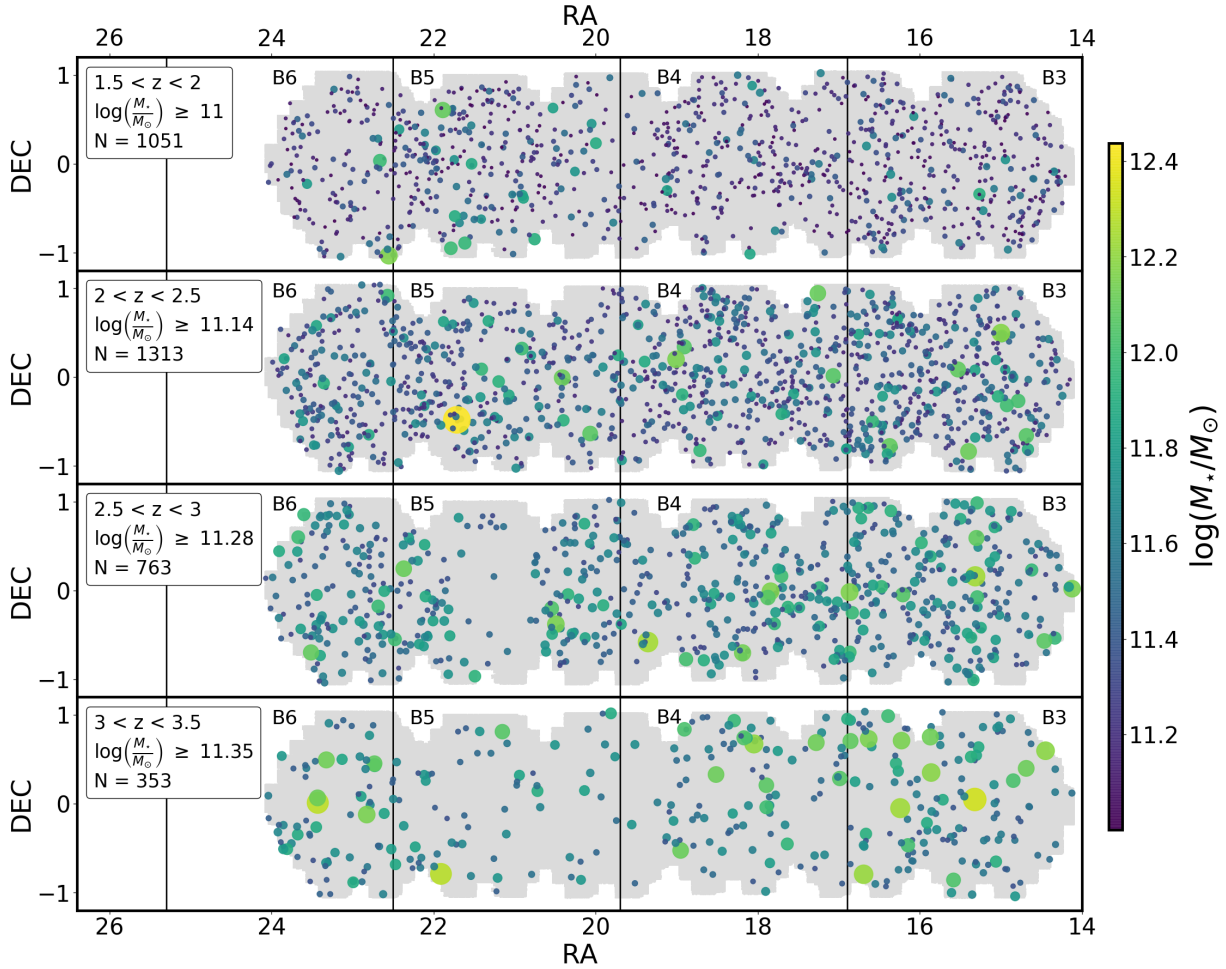 RA
26 24 22 20 18 16 14
1.5 < z < 2
log(M⋆/M⊙) ≥ 11
N = 1051
B6 B5 B4 B3
1
0
−1
DEC
2 < z < 2.5
log(M⋆/M⊙) ≥ 11.14
N = 1313
B6 B5 B4 B3
1
0
−1
DEC
2.5 < z < 3
log(M⋆/M⊙) ≥ 11.28
N = 763
B6 B5 B4 B3
1
0
−1
DEC
3 < z < 3.5
log(M⋆/M⊙) ≥ 11.35
N = 353
B6 B5 B4 B3
1
0
−1
DEC
26 24 22 20 18 16 14
RA
12.4
12.2
12.0
11.8
11.6
11.4
11.2
log(M⋆/M⊙)